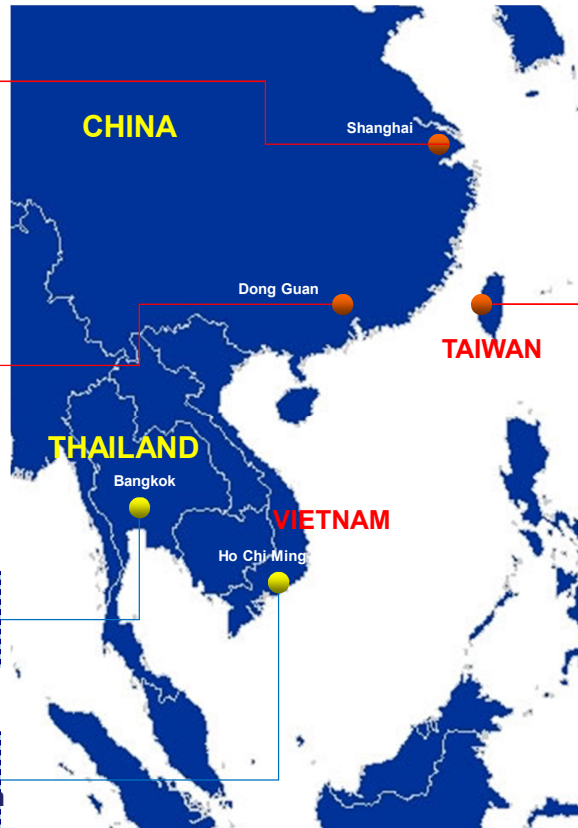 CHINA
Shanghai
Dong Guan
TAIWAN
THAILAND
Bangkok
VIETNAM
Ho Chi Ming